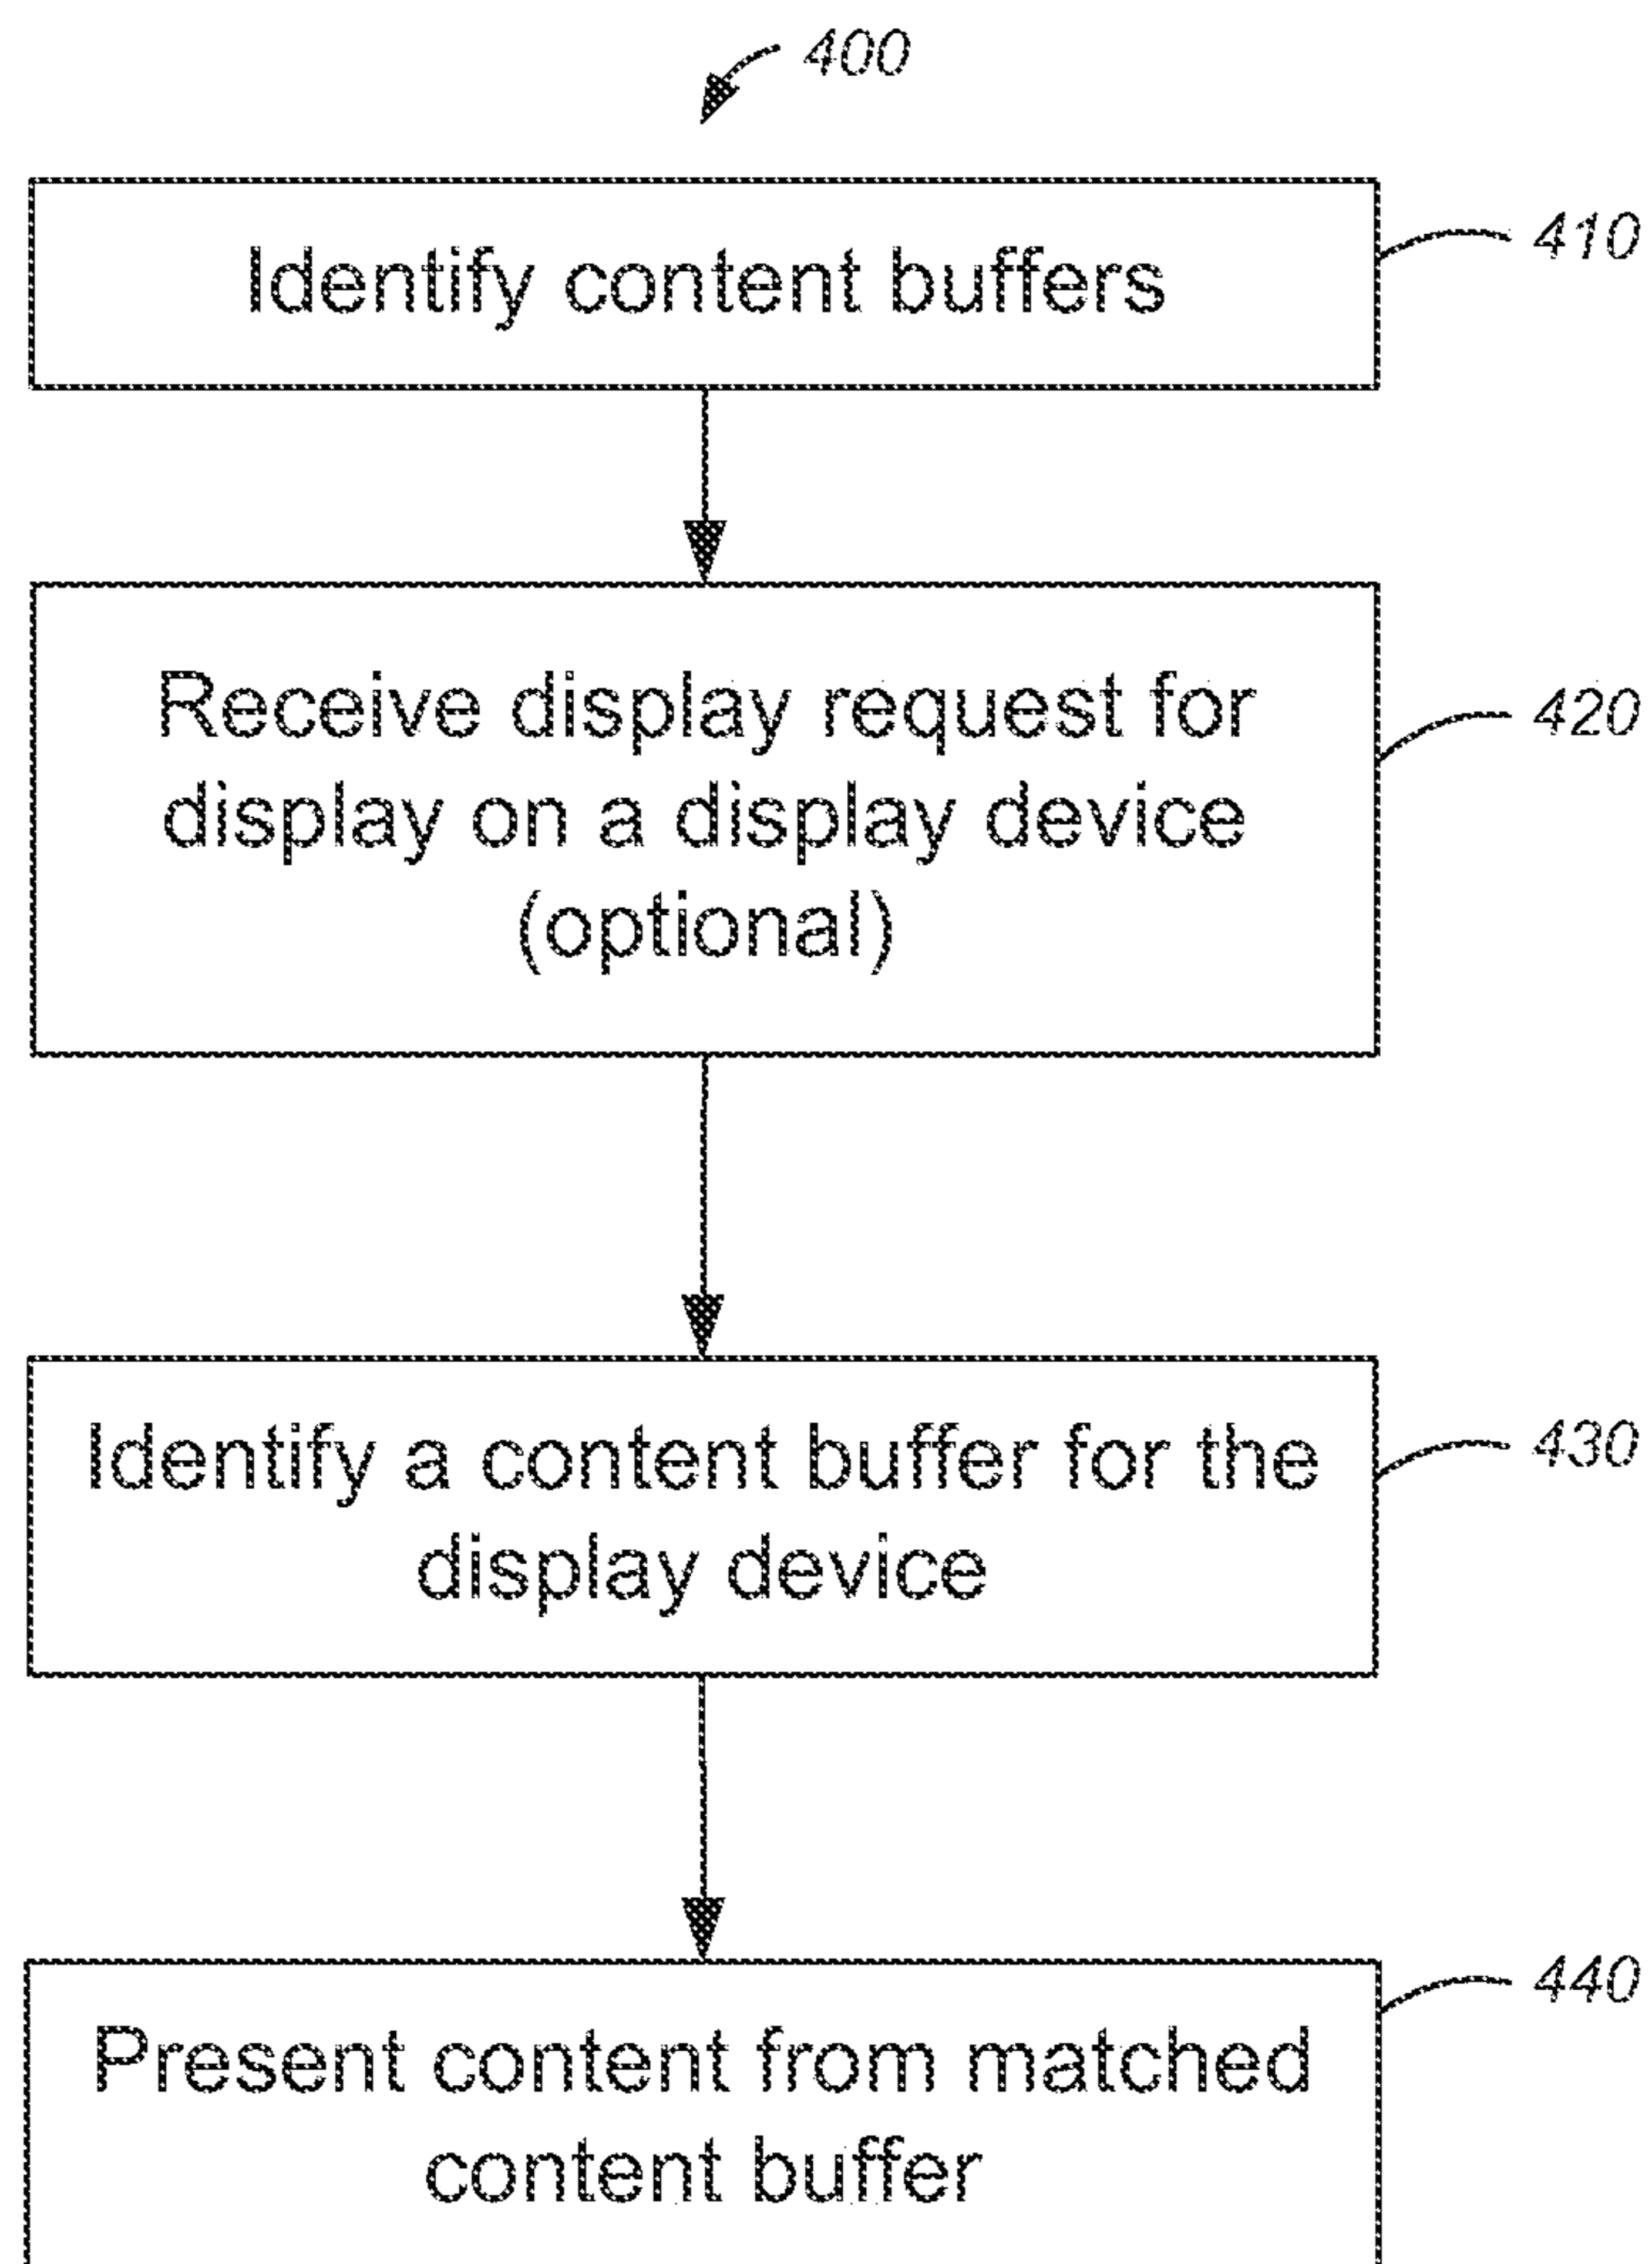 400
Identify content buffers
410
Receive display request for
display on a display device
(optional)
420
Identify a content buffer for the
display device
430
Present content from matched
content buffer
440